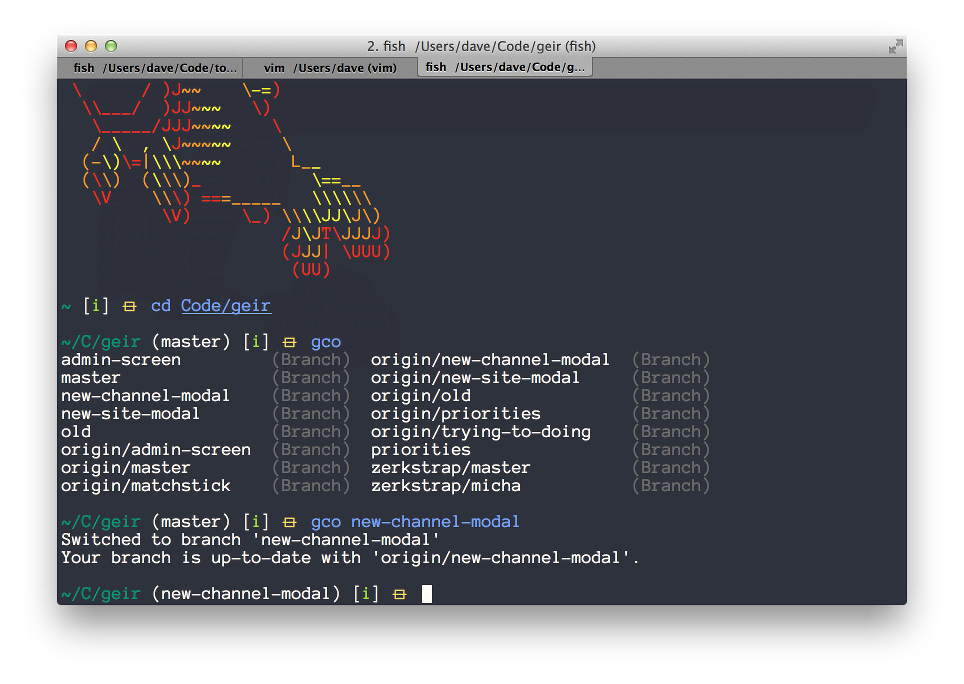 2. fish  /Users/dave/Code/geir (fish)
fish  /Users/dave/Code/to...  vim  /Users/dave (vim)  fish  /Users/dave/Code/g...
 \      / )J~~    \-=)
  \\___/  )JJ~~~   \)
   \_____/JJJ~~~~    \
   / \  , \J~~~~~     \
  (-\)\=|\\\~~~~       L__
  (\\)  (\\\)_           \==__
   \V    \\\) ===_____   \\\\\\
          \V)     \_) \\\\JJ\J\)
                      /J\JT\JJJJ)
                      (JJJ| \UUU)
                       (UU)
~ [i] ⊟ cd Code/geir
~/C/geir (master) [i] ⊟ gco
admin-screen (Branch) origin/new-channel-modal (Branch)
master (Branch) origin/new-site-modal (Branch)
new-channel-modal (Branch) origin/old (Branch)
new-site-modal (Branch) origin/priorities (Branch)
old (Branch) origin/trying-to-doing (Branch)
origin/admin-screen (Branch) priorities (Branch)
origin/master (Branch) zerkstrap/master (Branch)
origin/matchstick (Branch) zerkstrap/micha (Branch)
~/C/geir (master) [i] ⊟ gco new-channel-modal
Switched to branch 'new-channel-modal'
Your branch is up-to-date with 'origin/new-channel-modal'.
~/C/geir (new-channel-modal) [i] ⊟